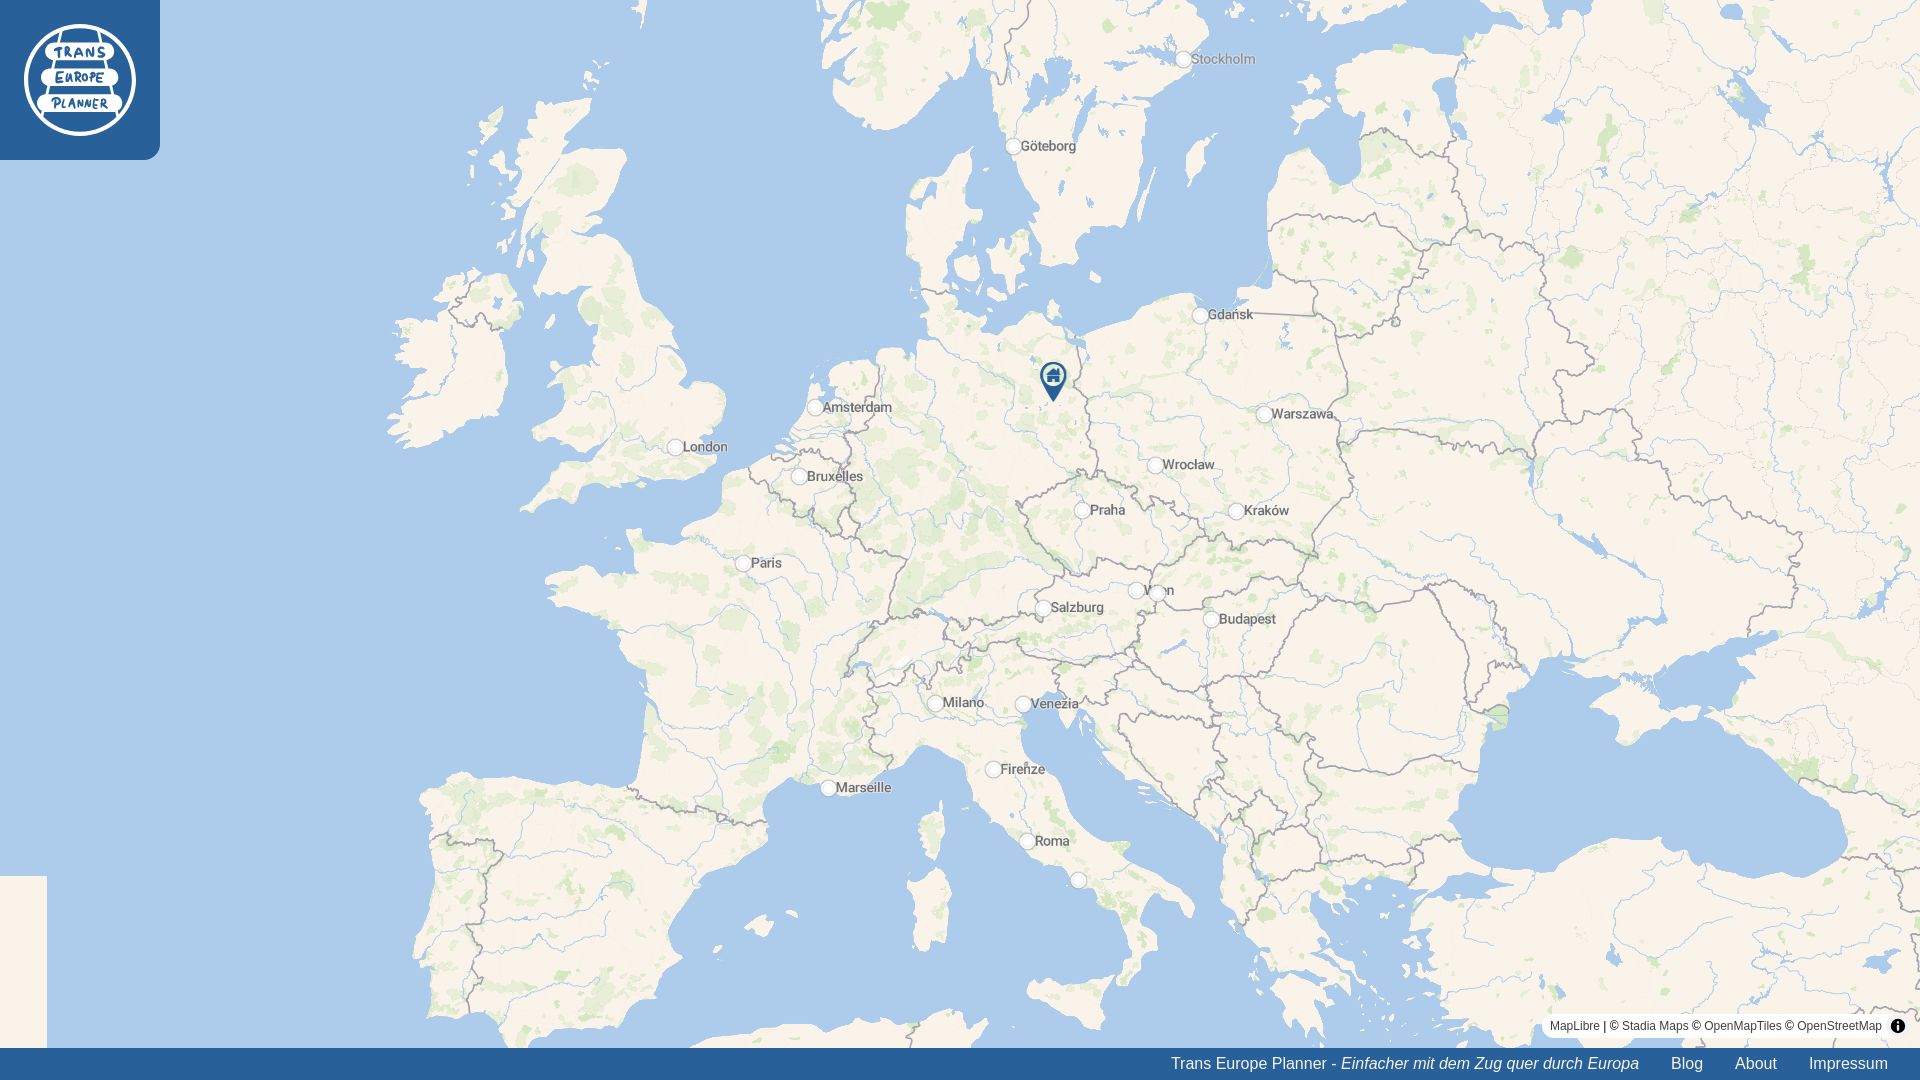 TRANS
EUROPE
PLANNER
Stockholm
Göteborg
Gdańsk
Amsterdam
Warszawa
London
Wrocław
Bruxelles
Praha
Kraków
Paris
Salzburg
Budapest
Milano
Venezia
Firenze
Marseille
Roma
MapLibre | © Stadia Maps © OpenMapTiles © OpenStreetMap
Trans Europe Planner - Einfacher mit dem Zug quer durch Europa Blog About Impressum